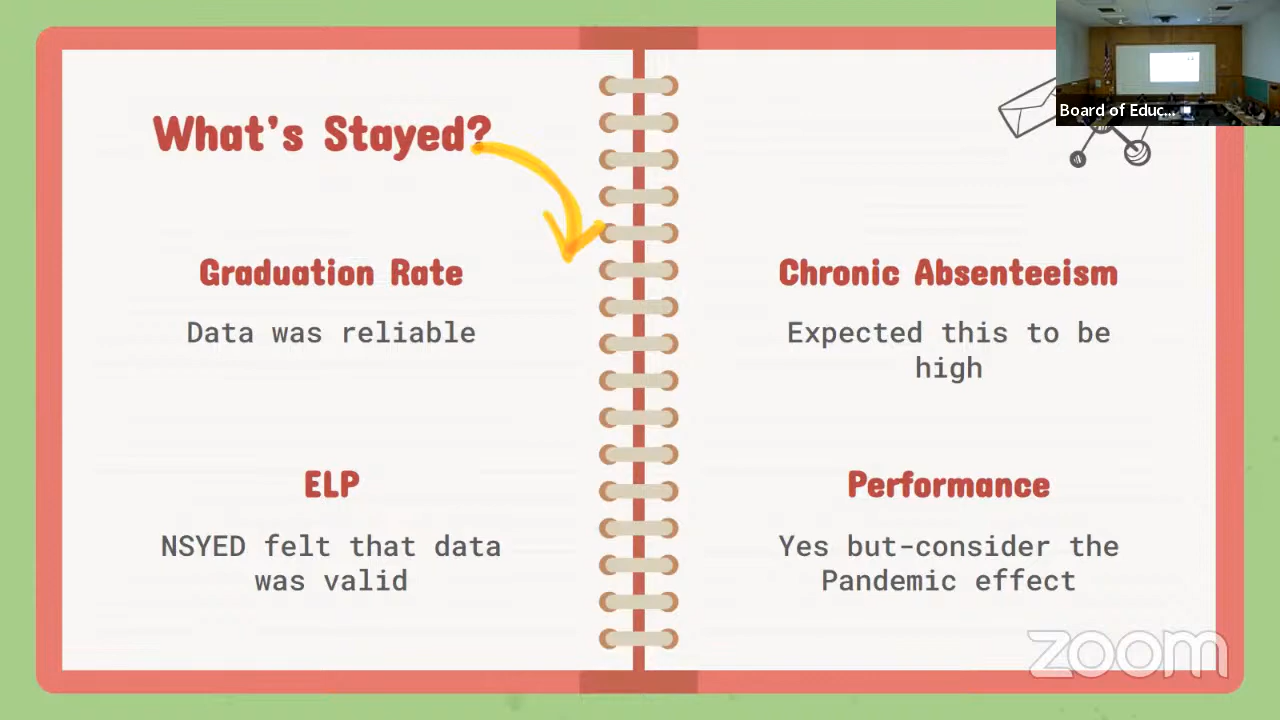 What's Stayed?
Graduation Rate
Data was reliable
ELP
NSYED felt that data
was valid
Chronic Absenteeism
Expected this to be
high
Performance
Yes but-consider the
Pandemic effect
Board of Educ...
zoom